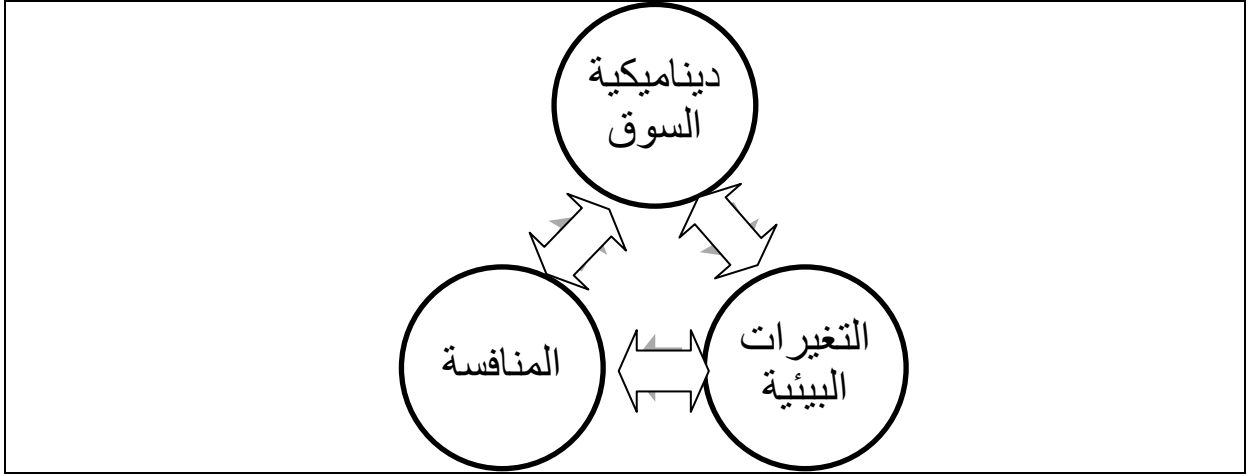 ديناميكية
السوق
التغيرات
البيئية
المنافسة